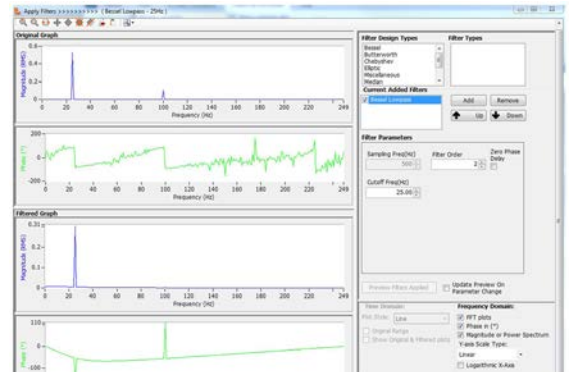 Apply Filters >>>>>>>>>> ( Bessel Lowpass - 25Hz )
Original Graph
Magnitude (RMS)
0.6
0.4
0.2
0
0 20 40 60 80 100 120 140 160 180 200 220 249
Frequency (Hz)
Phase (°)
200
0
-200
0 20 40 60 80 100 120 140 160 180 200 220 249
Frequency (Hz)
Filtered Graph
Magnitude (RMS)
0.31
0.2
0.1
0
0 20 40 60 80 100 120 140 160 180 200 220 249
Frequency (Hz)
110
0
-100
Filter Design Types
Bessel
Butterworth
Chebyshev
Elliptic
Miscellaneous
Median
Filter Types
Current Added Filters
Bessel Lowpass
Add
Remove
Up
Down
Filter Parameters
Sampling Freq(Hz)
500
Filter Order
2
Zero Phase
Delay
Cutoff Freq(Hz)
25.00
Preview Filters Applied
Update Preview On
Parameter Change
Time Domain:
Plot Style: Line
Original Range
Show Original & Filtered plots
Frequency Domain:
FFT plots
Phase in (°)
Magnitude or Power Spectrum
Y-axis Scale Type:
Linear
Logarithmic X-Axis